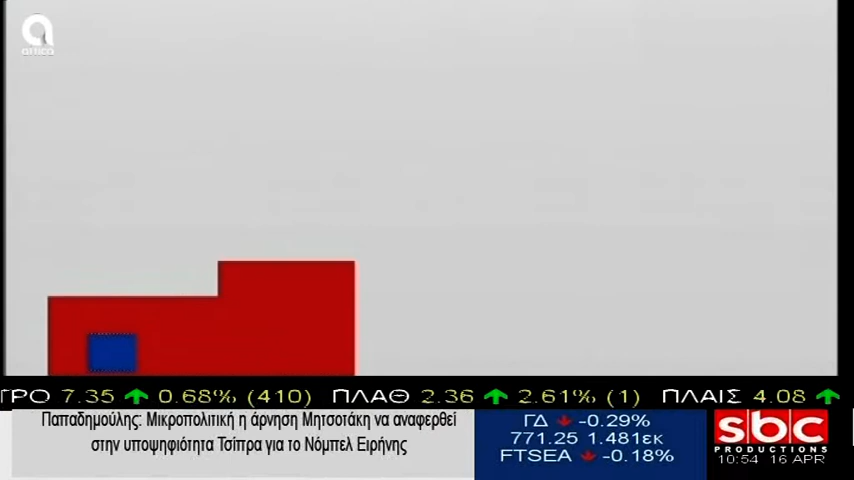 attica
ΓΡΟ 7.35 0.68% (410) ΠΛΑΘ 2.36 2.61% (1) ΠΛΑΙΣ 4.08
Παπαδημούλης: Μικροπολιτική η άρνηση Μητσοτάκη να αναφερθεί
στην υποψηφιότητα Τσίπρα για το Νόμπελ Ειρήνης
ΓΔ -0.29%
771.25 1.481εκ
FTSEA -0.18%
sbc
PRODUCTIONS
10:54 16 APR